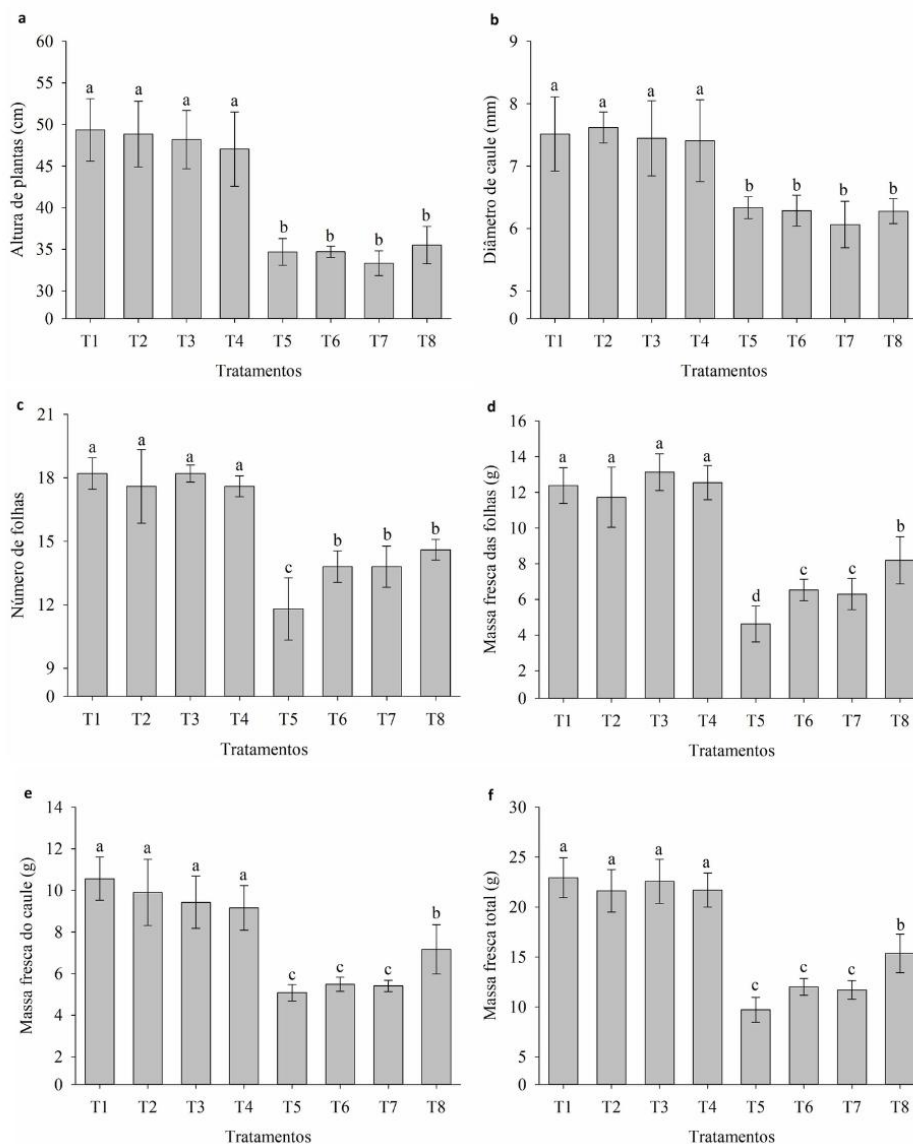 a
60
55
50
45
40
35
30
0
Altura de plantas (cm)
a a a a b b b b
T1 T2 T3 T4 T5 T6 T7 T8
Tratamentos
b
9
8
7
6
5
0
Diâmetro de caule (mm)
a a a a b b b b
T1 T2 T3 T4 T5 T6 T7 T8
Tratamentos
c
21
18
15
12
9
0
Número de folhas
a a a a c b b b
T1 T2 T3 T4 T5 T6 T7 T8
Tratamentos
d
16
14
12
10
8
6
4
2
0
Massa fresca das folhas (g)
a a a a d c c b
T1 T2 T3 T4 T5 T6 T7 T8
Tratamentos
e
14
12
10
8
6
4
2
0
Massa fresca do caule (g)
a a a a c c c b
T1 T2 T3 T4 T5 T6 T7 T8
Tratamentos
f
30
25
20
15
10
5
0
Massa fresca total (g)
a a a a c c c b
T1 T2 T3 T4 T5 T6 T7 T8
Tratamentos